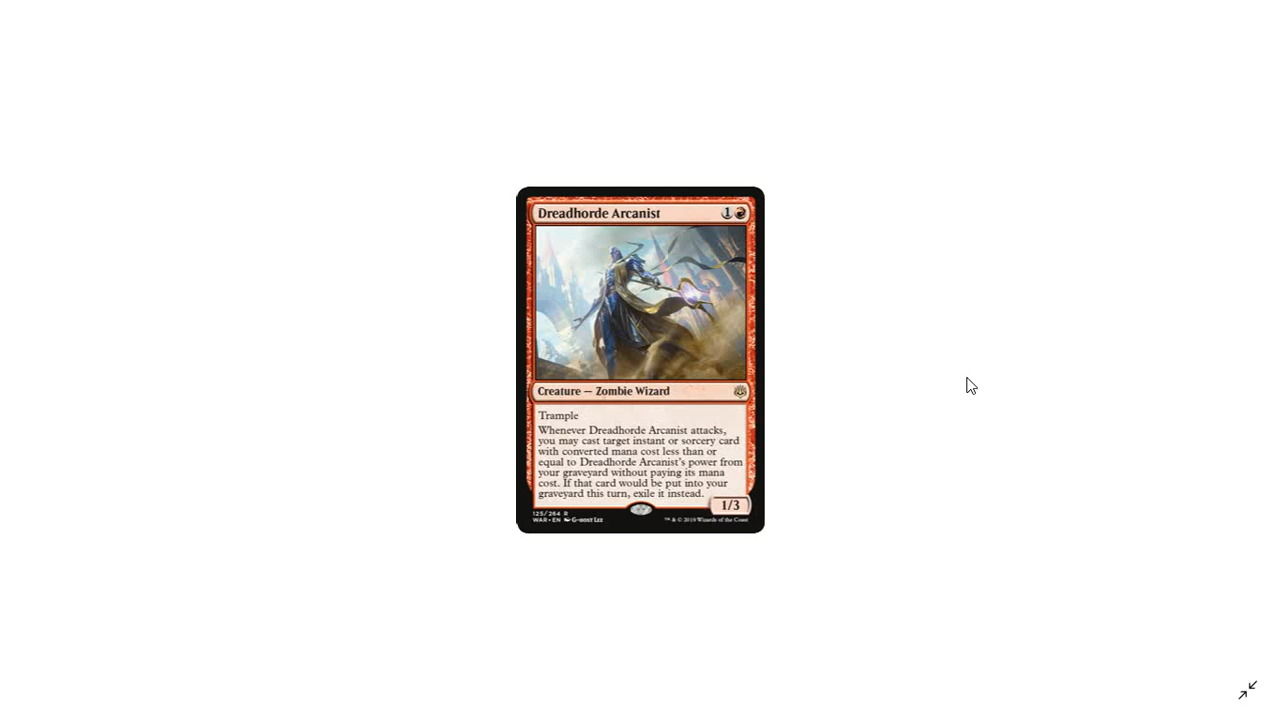 Dreadhorde Arcanist 1
Creature — Zombie Wizard
Trample
Whenever Dreadhorde Arcanist attacks,
you may cast target instant or sorcery card
with converted mana cost less than or
equal to Dreadhorde Arcanist's power from
your graveyard without paying its mana
cost. If that card would be put into your
graveyard this turn, exile it instead.
1/3
125/264 R
WAR • EN G-host Lee
™ & © 2019 Wizards of the Coast